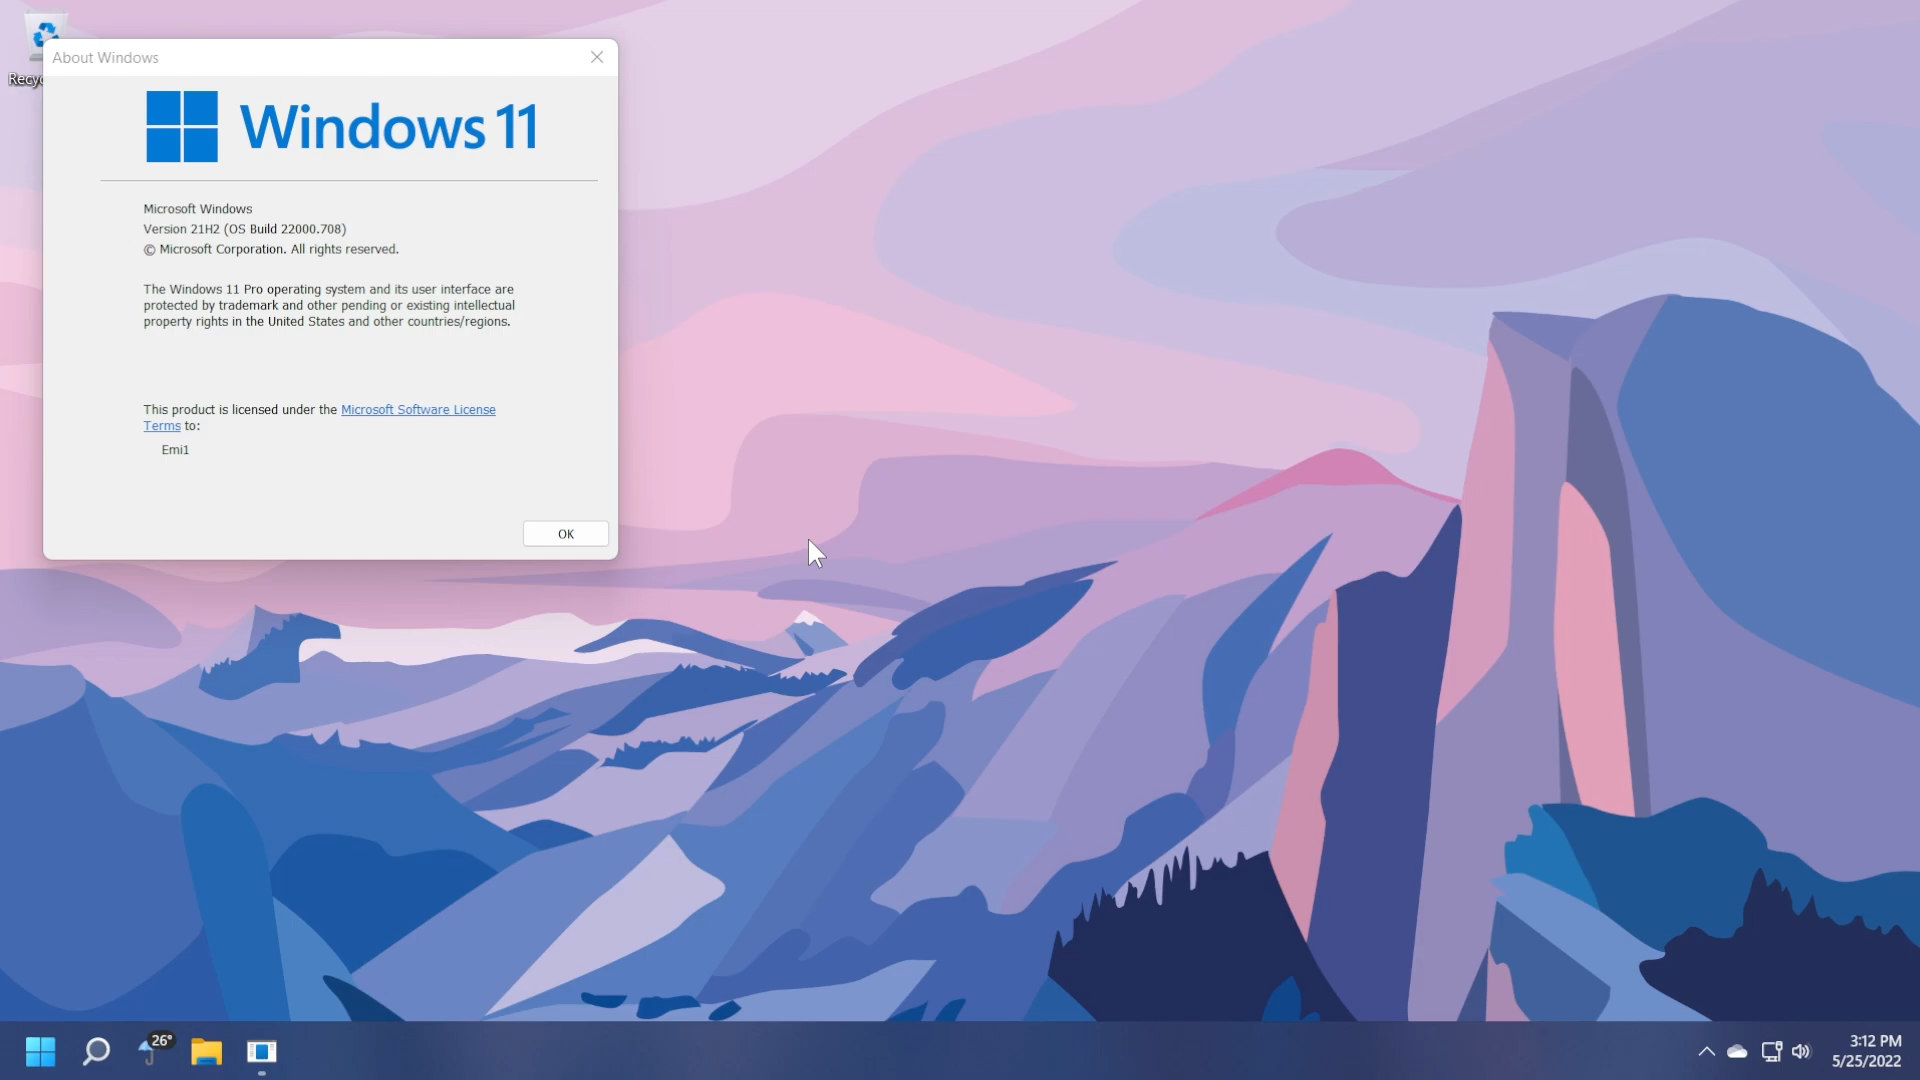 About Windows
Windows 11
Microsoft Windows
Version 21H2 (OS Build 22000.708)
© Microsoft Corporation. All rights reserved.
The Windows 11 Pro operating system and its user interface are
protected by trademark and other pending or existing intellectual
property rights in the United States and other countries/regions.
This product is licensed under the Microsoft Software License
Terms to:
Emi1
OK
26°
3:12 PM
5/25/2022